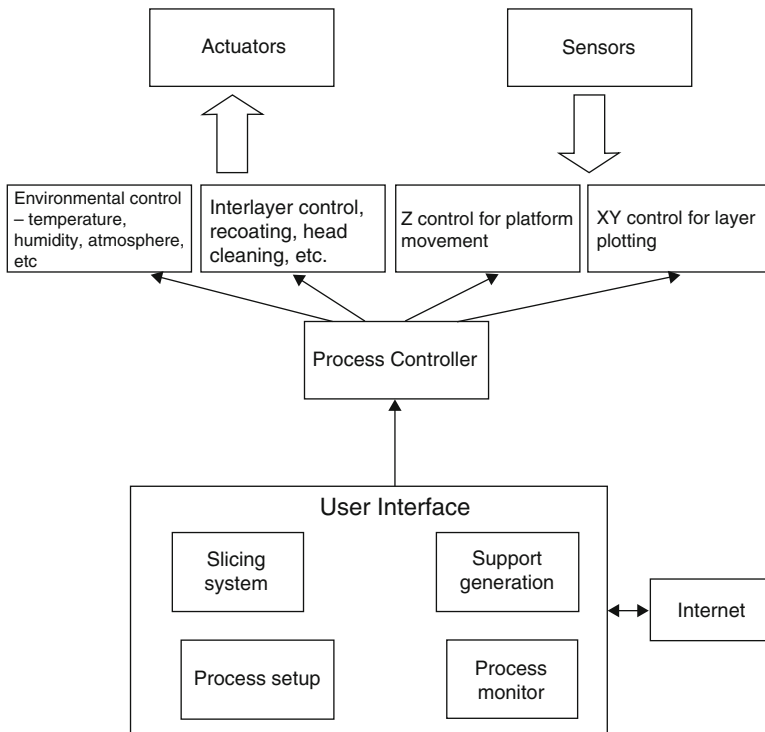 Actuators
Sensors
Environmental control
– temperature,
humidity, atmosphere,
etc
Interlayer control,
recoating, head
cleaning, etc.
Z control for platform
movement
XY control for layer
plotting
Process Controller
User Interface
Slicing
system
Support
generation
Internet
Process setup
Process
monitor